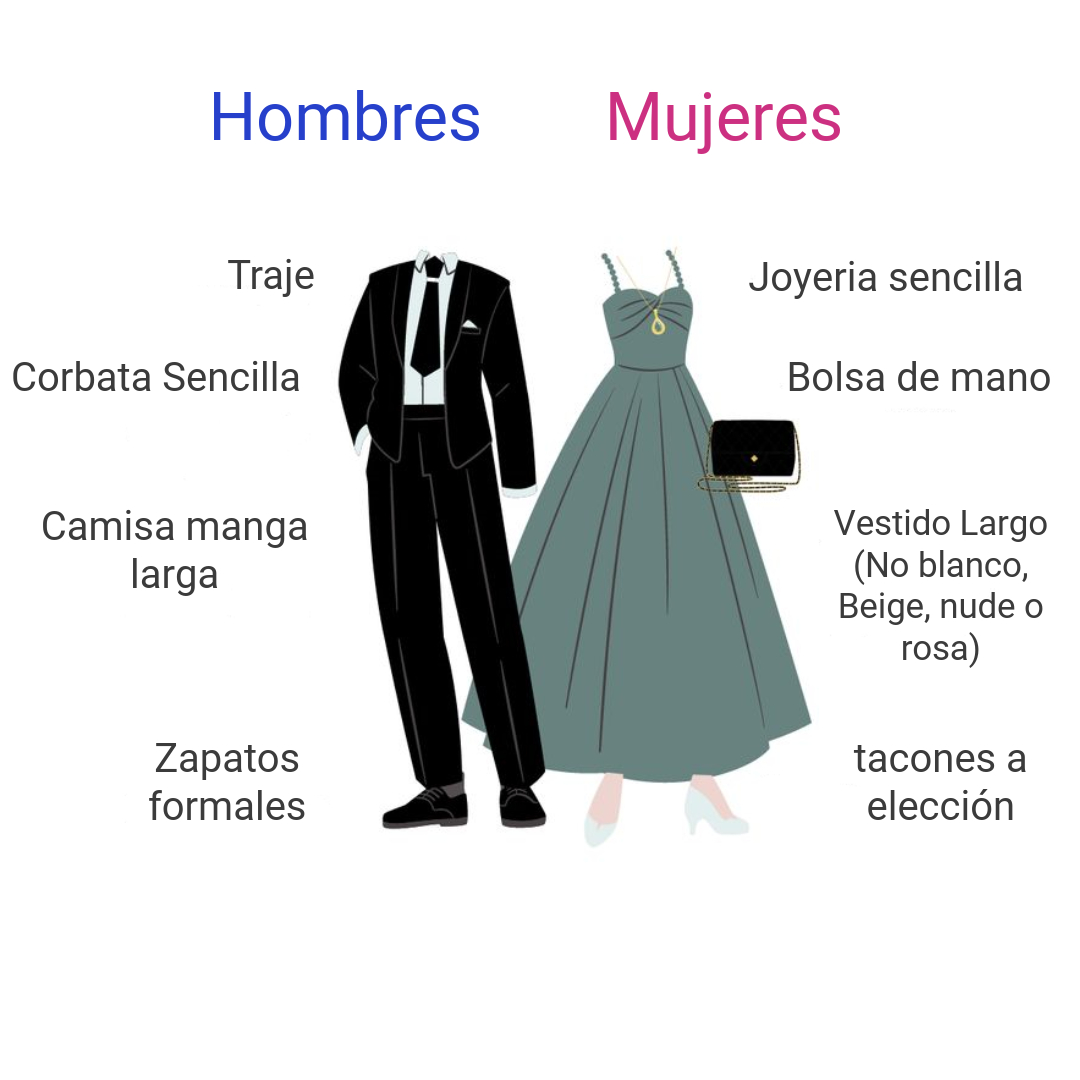 Hombres
Mujeres
Traje
Corbata Sencilla
Camisa manga
larga
Zapatos
formales
Joyeria sencilla
Bolsa de mano
Vestido Largo
(No blanco,
Beige, nude o
rosa)
tacones a
elección